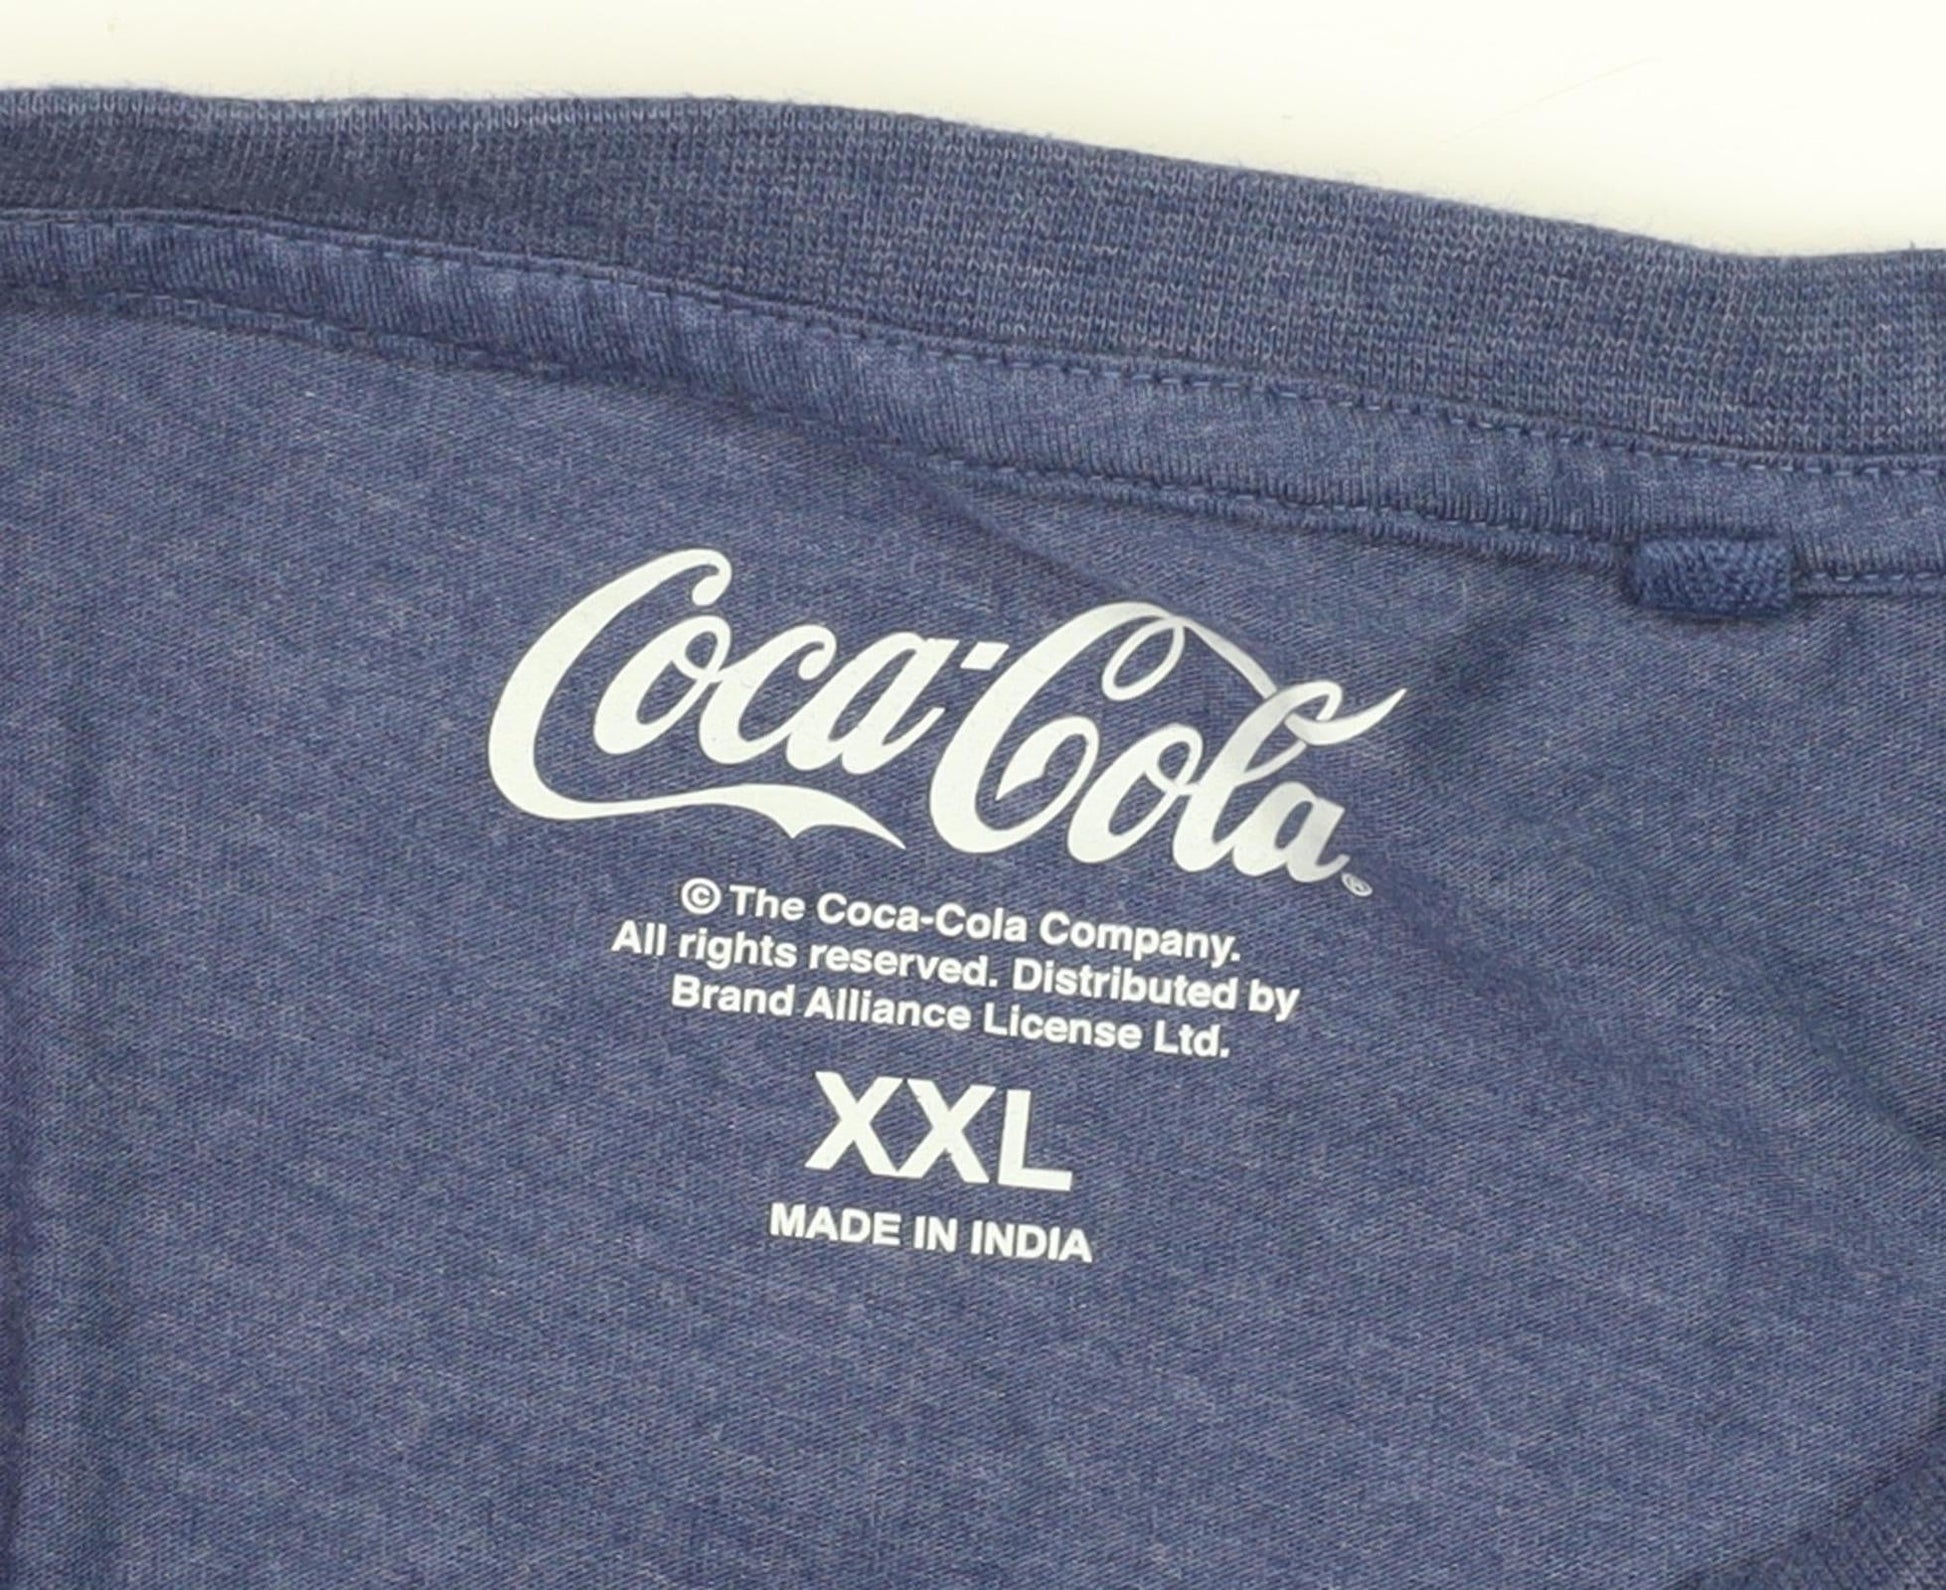 Coca-Cola®
© The Coca-Cola Company.
All rights reserved. Distributed by
Brand Alliance License Ltd.
XXL
MADE IN INDIA